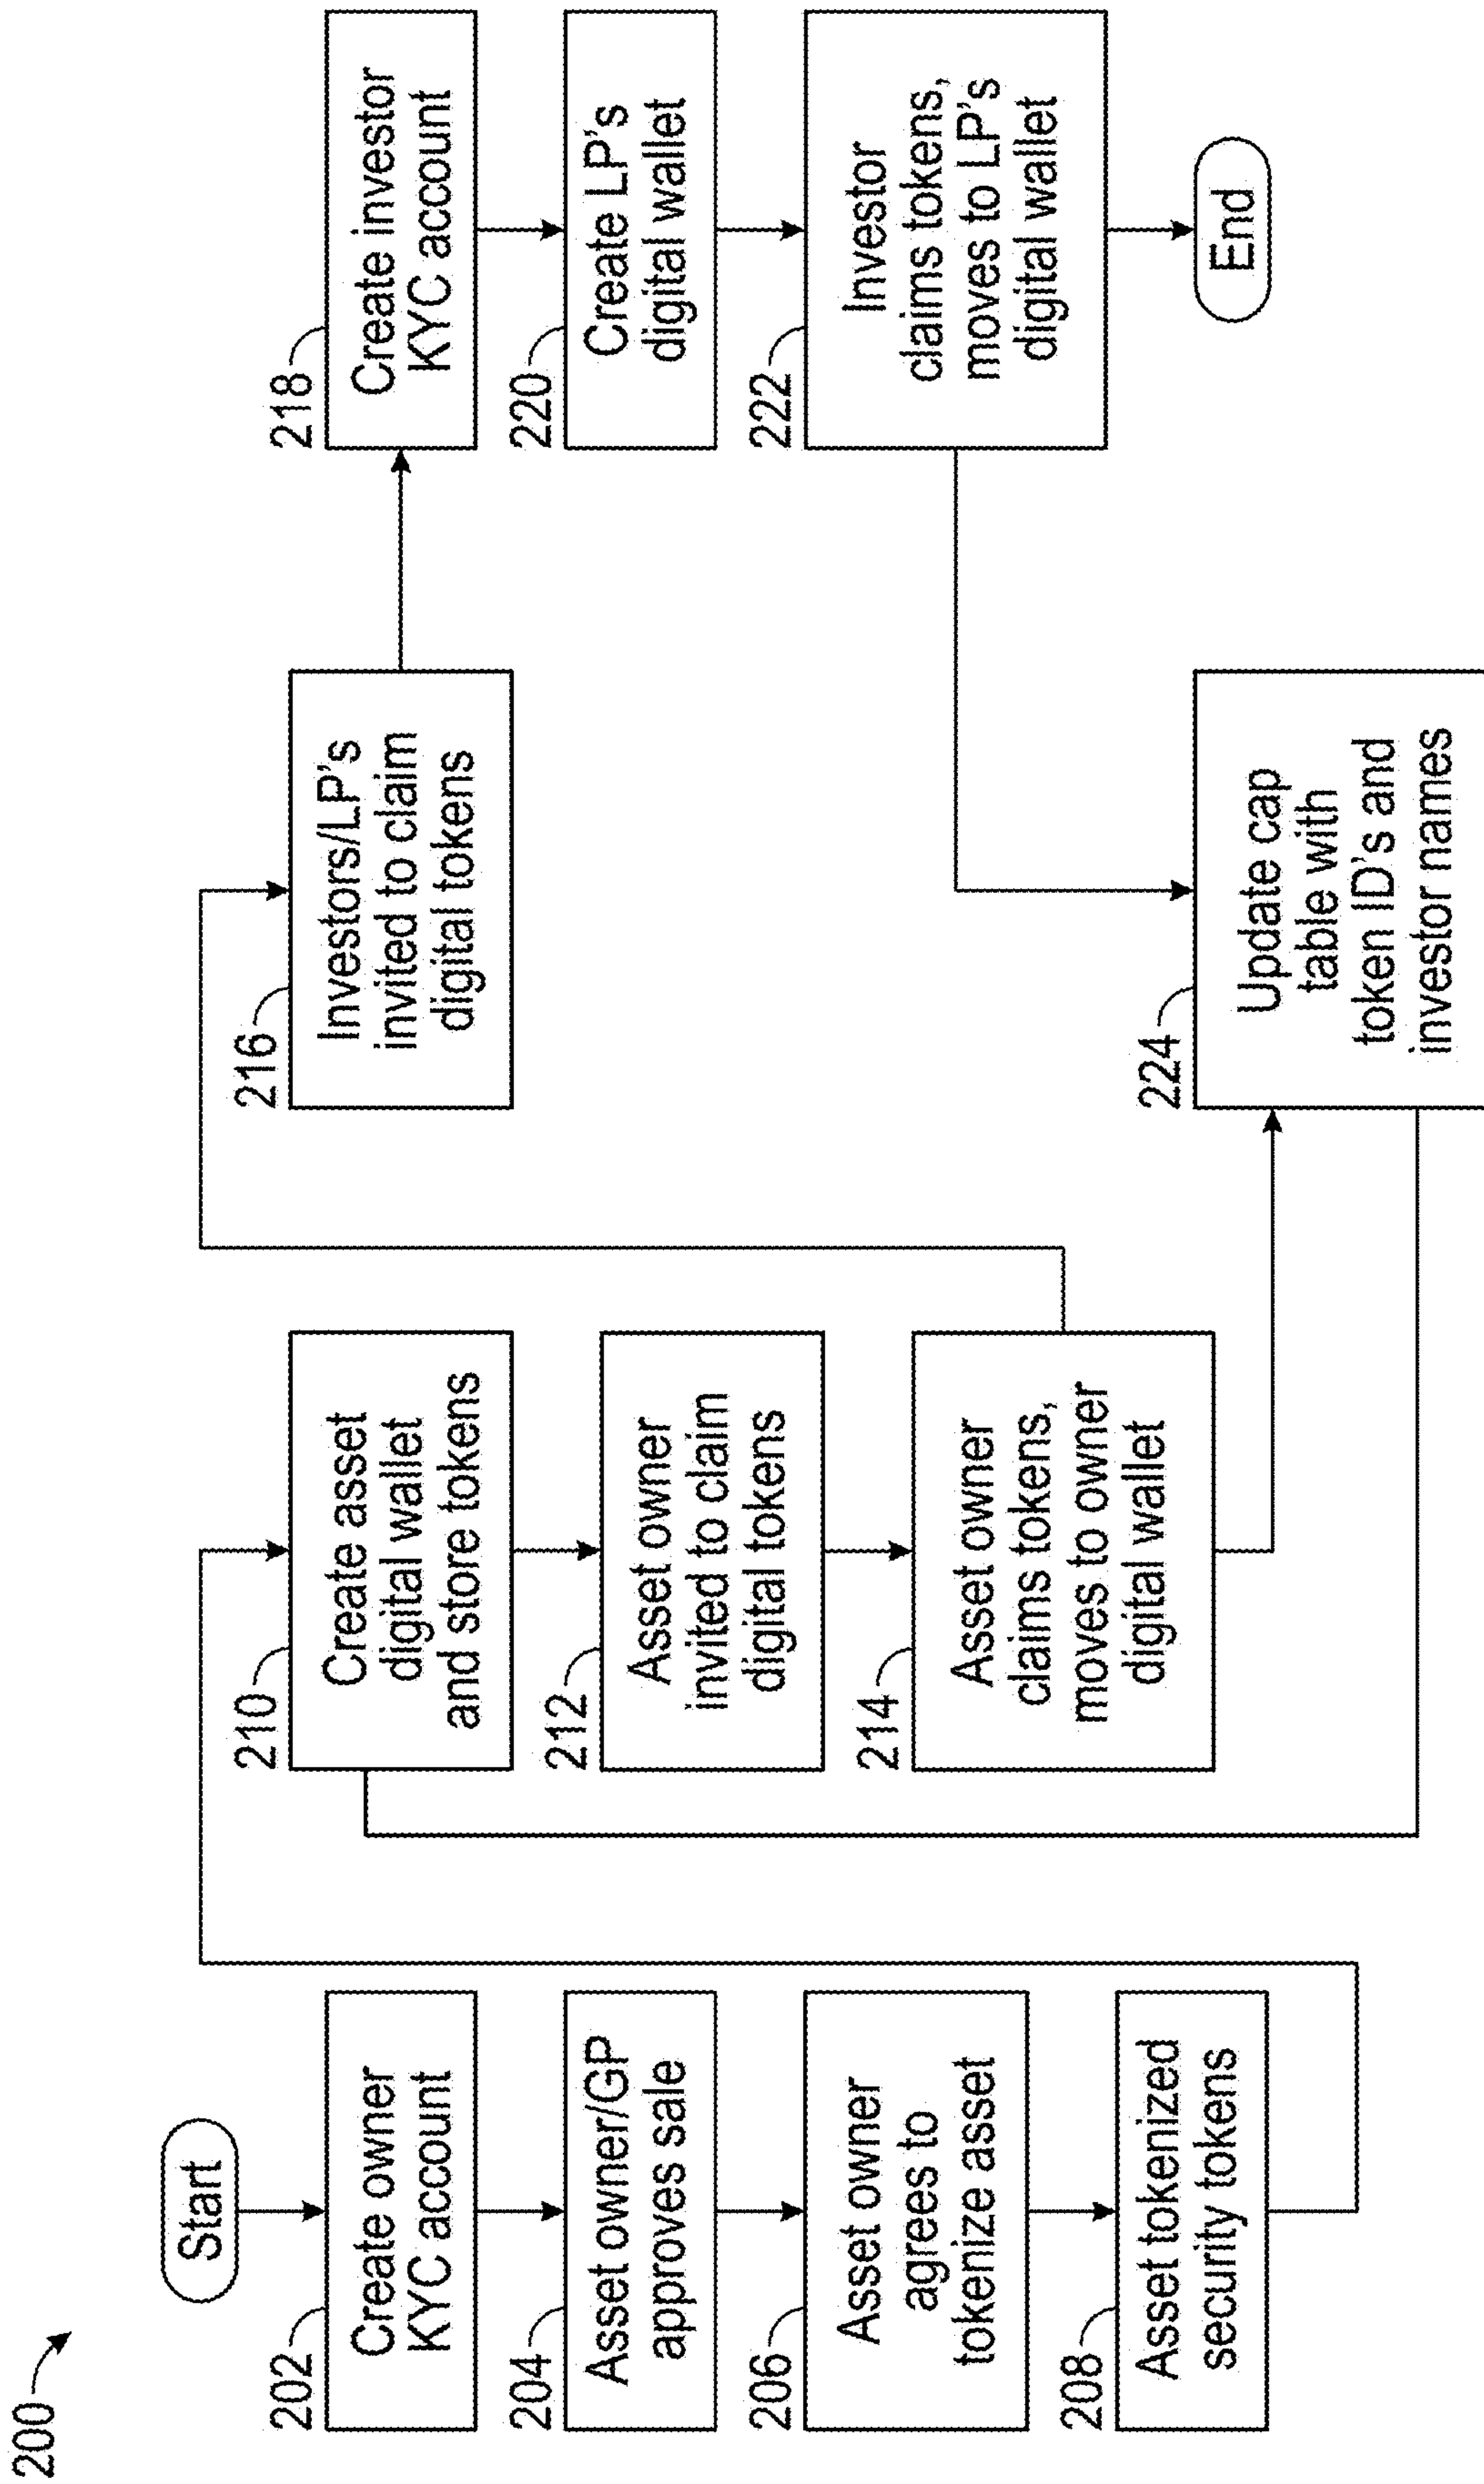 200
Start
202
Create owner
KYC account
204
Asset owner/GP
approves sale
206
Asset owner
agrees to
tokenize asset
208
Asset tokenized
security tokens
210
Create asset
digital wallet
and store tokens
212
Asset owner
invited to claim
digital tokens
214
Asset owner
claims tokens,
moves to owner
digital wallet
216
Investors/LP's
invited to claim
digital tokens
224
Update cap
table with
token ID's and
investor names
218
Create investor
KYC account
220
Create LP's
digital wallet
222
Investor
claims tokens,
moves to LP's
digital wallet
End